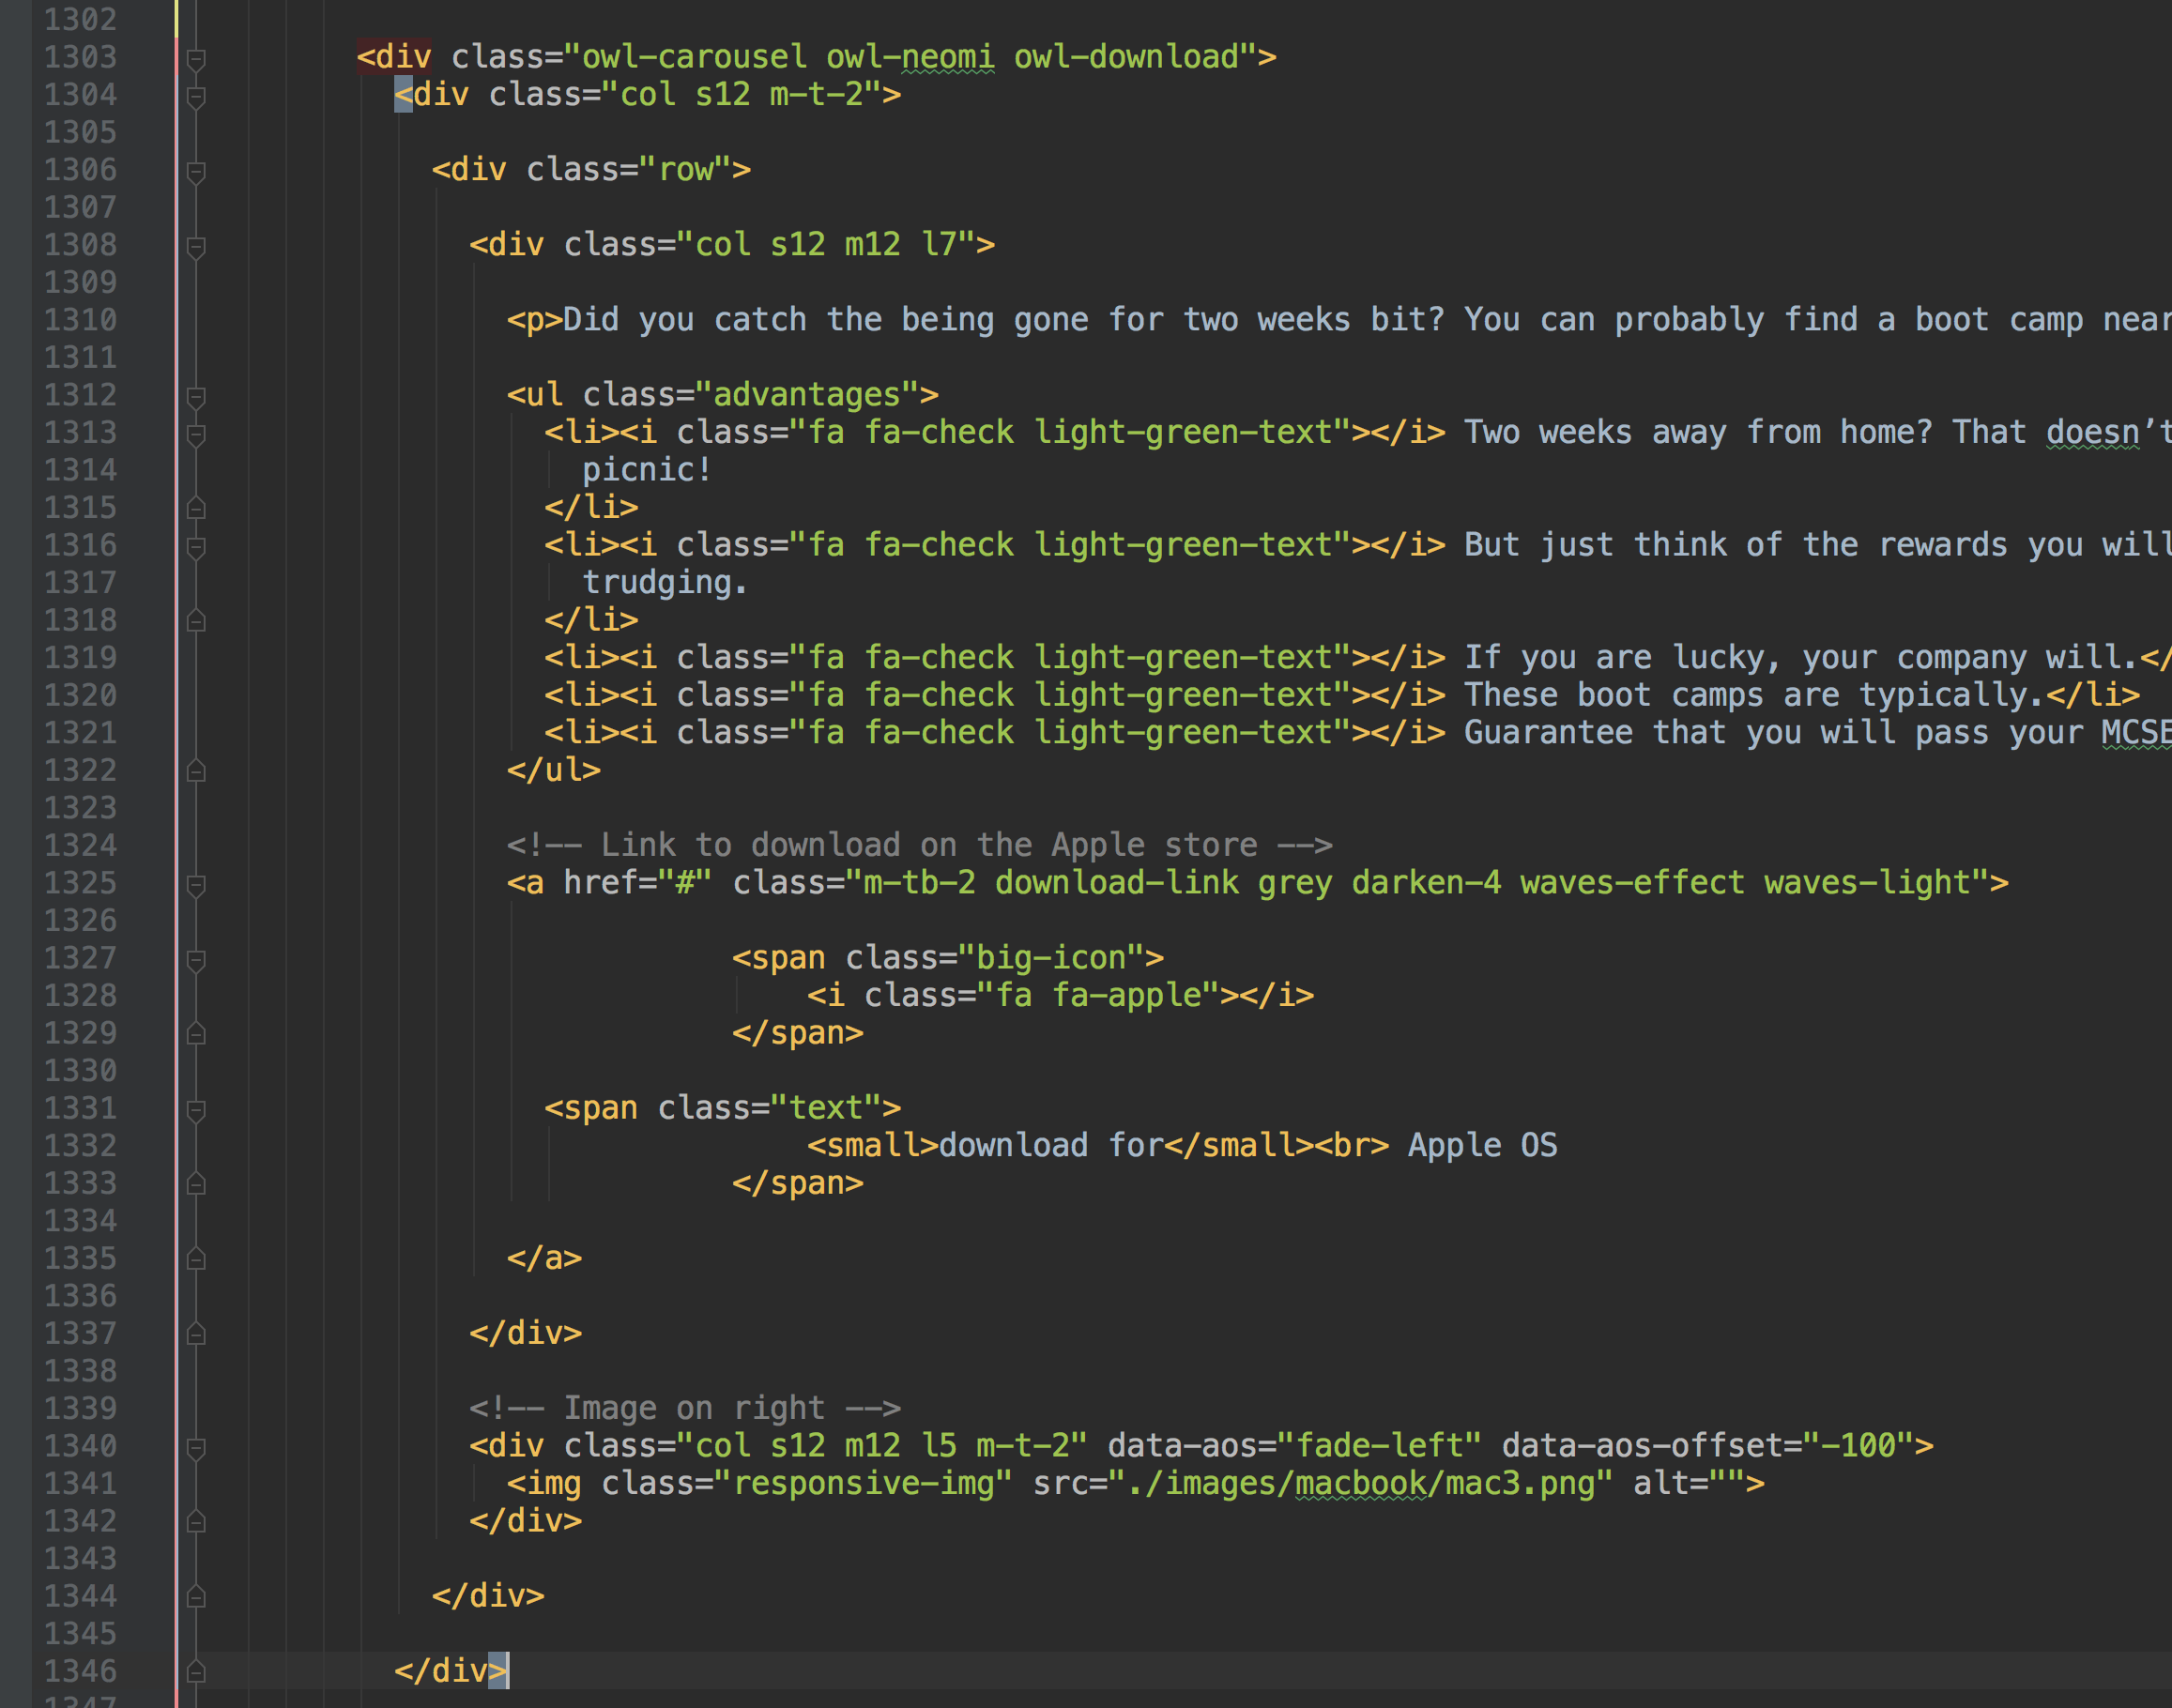 1302
1303 <div class="owl-carousel owl-neomi owl-download">
1304 <div class="col s12 m-t-2">
1305
1306 <div class="row">
1307
1308 <div class="col s12 m12 l7">
1309
1310 <p>Did you catch the being gone for two weeks bit? You can probably find a boot camp near
1311
1312 <ul class="advantages">
1313 <li><i class="fa fa-check light-green-text"></i> Two weeks away from home? That doesn’t
1314 picnic!
1315 </li>
1316 <li><i class="fa fa-check light-green-text"></i> But just think of the rewards you will
1317 trudging.
1318 </li>
1319 <li><i class="fa fa-check light-green-text"></i> If you are lucky, your company will.</
1320 <li><i class="fa fa-check light-green-text"></i> These boot camps are typically.</li>
1321 <li><i class="fa fa-check light-green-text"></i> Guarantee that you will pass your MCSE
1322 </ul>
1323
1324 <!-- Link to download on the Apple store -->
1325 <a href="#" class="m-tb-2 download-link grey darken-4 waves-effect waves-light">
1326
1327 <span class="big-icon">
1328 <i class="fa fa-apple"></i>
1329 </span>
1330
1331 <span class="text">
1332 <small>download for</small><br> Apple OS
1333 </span>
1334
1335 </a>
1336
1337 </div>
1338
1339 <!-- Image on right -->
1340 <div class="col s12 m12 l5 m-t-2" data-aos="fade-left" data-aos-offset="-100">
1341 <img class="responsive-img" src="./images/macbook/mac3.png" alt="">
1342 </div>
1343
1344 </div>
1345
1346 </div>
1347